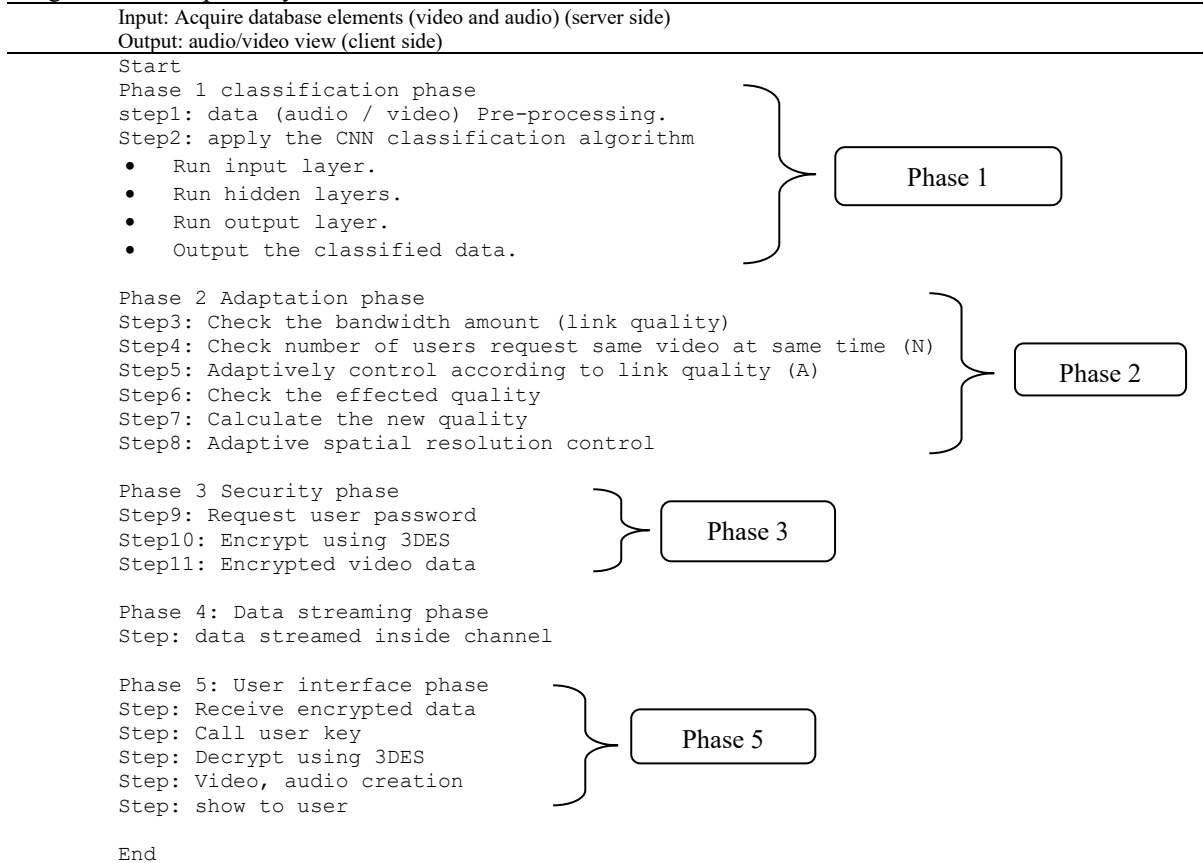 Input: Acquire database elements (video and audio) (server side)
Output: audio/video view (client side)
Start
Phase 1 classification phase
step1: data (audio / video) Pre-processing.
Step2: apply the CNN classification algorithm
• Run input layer.
• Run hidden layers.
• Run output layer.
• Output the classified data.
Phase 1
Phase 2 Adaptation phase
Step3: Check the bandwidth amount (link quality)
Step4: Check number of users request same video at same time (N)
Step5: Adaptively control according to link quality (A)
Step6: Check the effected quality
Step7: Calculate the new quality
Step8: Adaptive spatial resolution control
Phase 2
Phase 3 Security phase
Step9: Request user password
Step10: Encrypt using 3DES
Step11: Encrypted video data
Phase 3
Phase 4: Data streaming phase
Step: data streamed inside channel
Phase 5: User interface phase
Step: Receive encrypted data
Step: Call user key
Step: Decrypt using 3DES
Step: Video, audio creation
Step: show to user
Phase 5
End